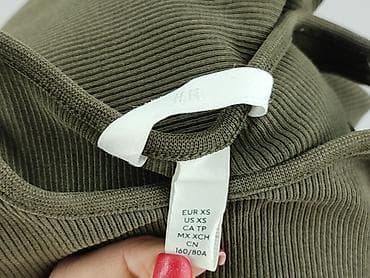 EUR XS
US XS
CA TP
MX XCH
CN
160/80A